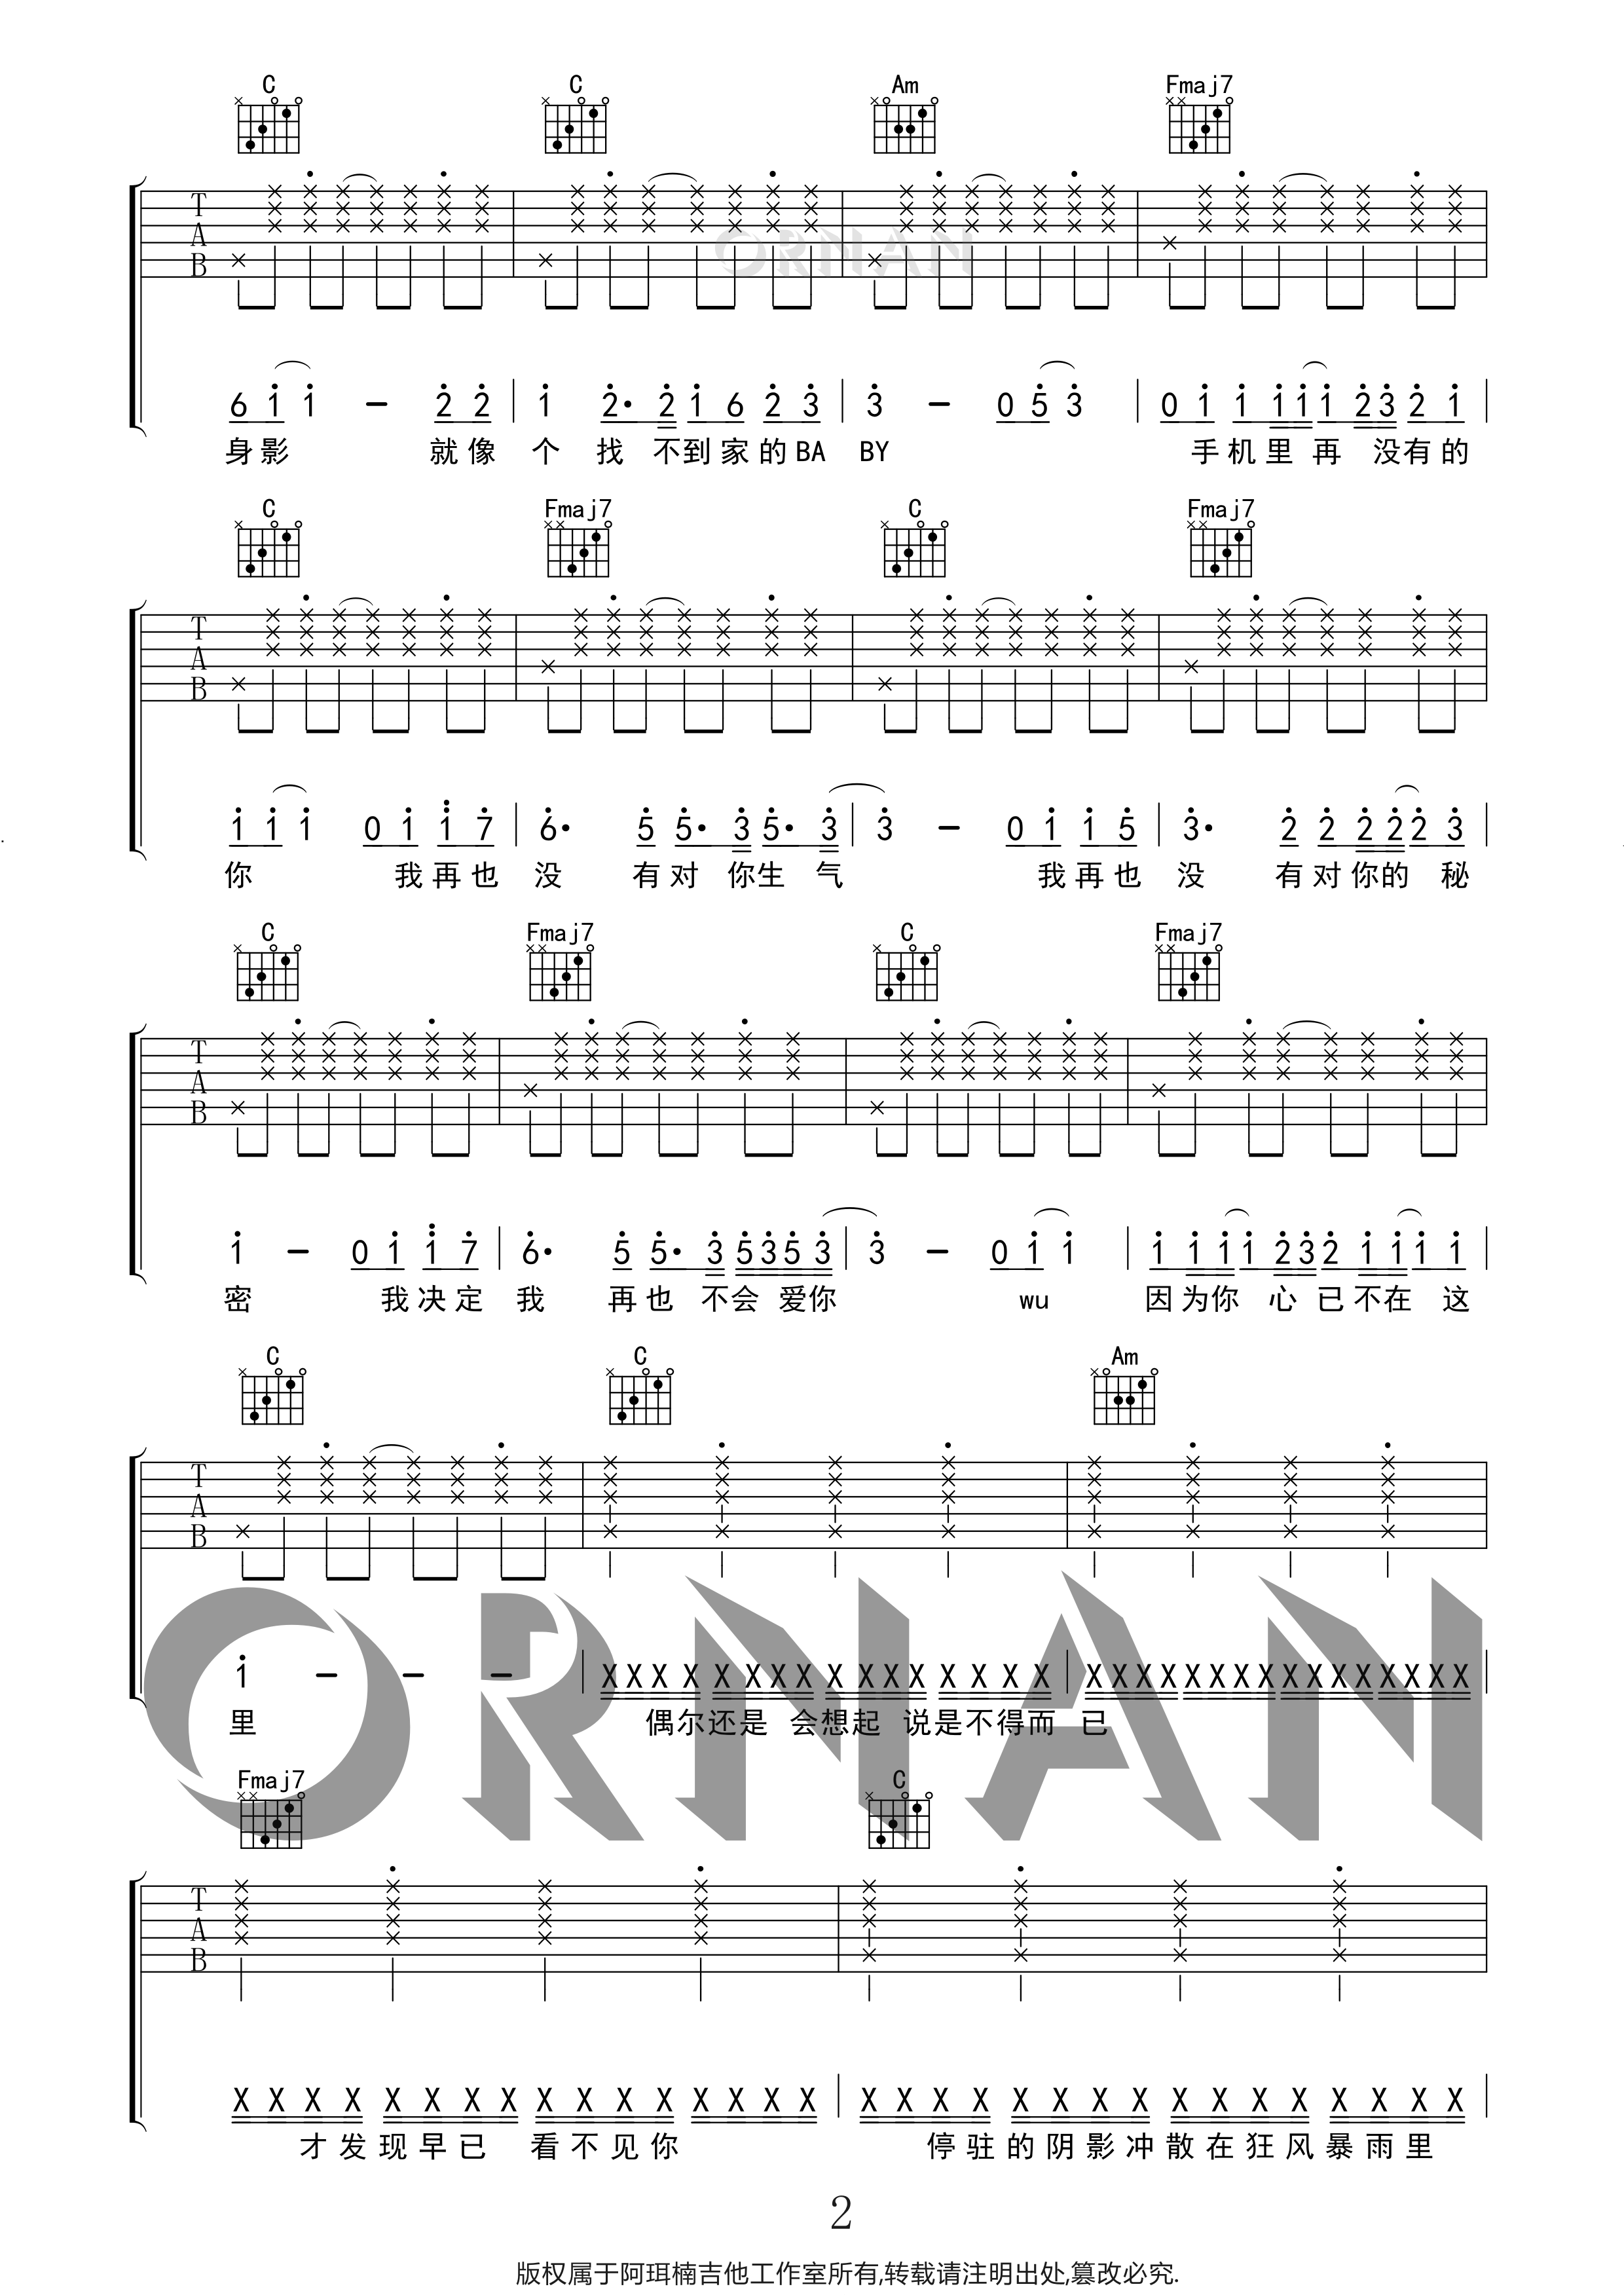 C C Am Fmaj7
T A B
ORNAN
6 1 1 - 2 2 | 1 2· 2 1 6 2 3 | 3 - 0 5 3 | 0 1 1 1 1 1 2 3 2 1 |
身影 就像 个 找 不到家的BA BY 手机里再 没有的
C Fmaj7 C Fmaj7
T A B
1 1 1 0 1 1 7 | 6· 5 5· 3 5· 3 | 3 - 0 1 1 5 | 3· 2 2 2 2 2 3 |
你 我再也 没 有对 你生 气 我再也 没 有对你的 秘
C Fmaj7 C Fmaj7
T A B
1 - 0 1 1 7 | 6· 5 5· 3 5 3 5 3 | 3 - 0 1 1 | 1 1 1 1 2 3 2 1 1 1 1 |
密 我决定 我 再也 不会 爱你 wu 因为你 心已不在 这
C C Am
T A B
1 - - - | X X X X X X X X X X X X X X X X | X X X X X X X X X X X X X X X X |
里 偶尔还是 会想起 说是不得而 已
ORNAN
Fmaj7 C
T A B
X X X X X X X X X X X X X X X X | X X X X X X X X X X X X X X X X |
才发现早已 看不见你 停驻的阴影冲散在狂风暴雨里
2
版权属于阿珥楠吉他工作室所有,转载请注明出处,篡改必究.